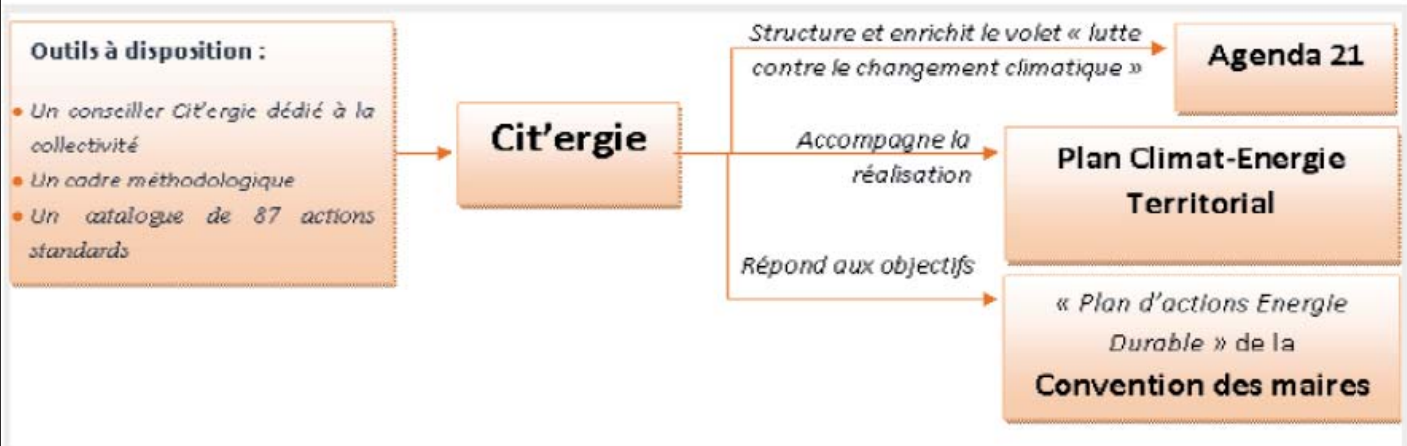 Outils à disposition :
• Un conseiller Cit'ergie dédié à la
collectivité
• Un cadre méthodologique
• Un catalogue de 87 actions
standards
Cit'ergie
Structure et enrichit le volet « lutte
contre le changement climatique »
Agenda 21
Accompagne la
réalisation
Plan Climat-Energie
Territorial
Répond aux objectifs
« Plan d'actions Energie
Durable » de la
Convention des maires